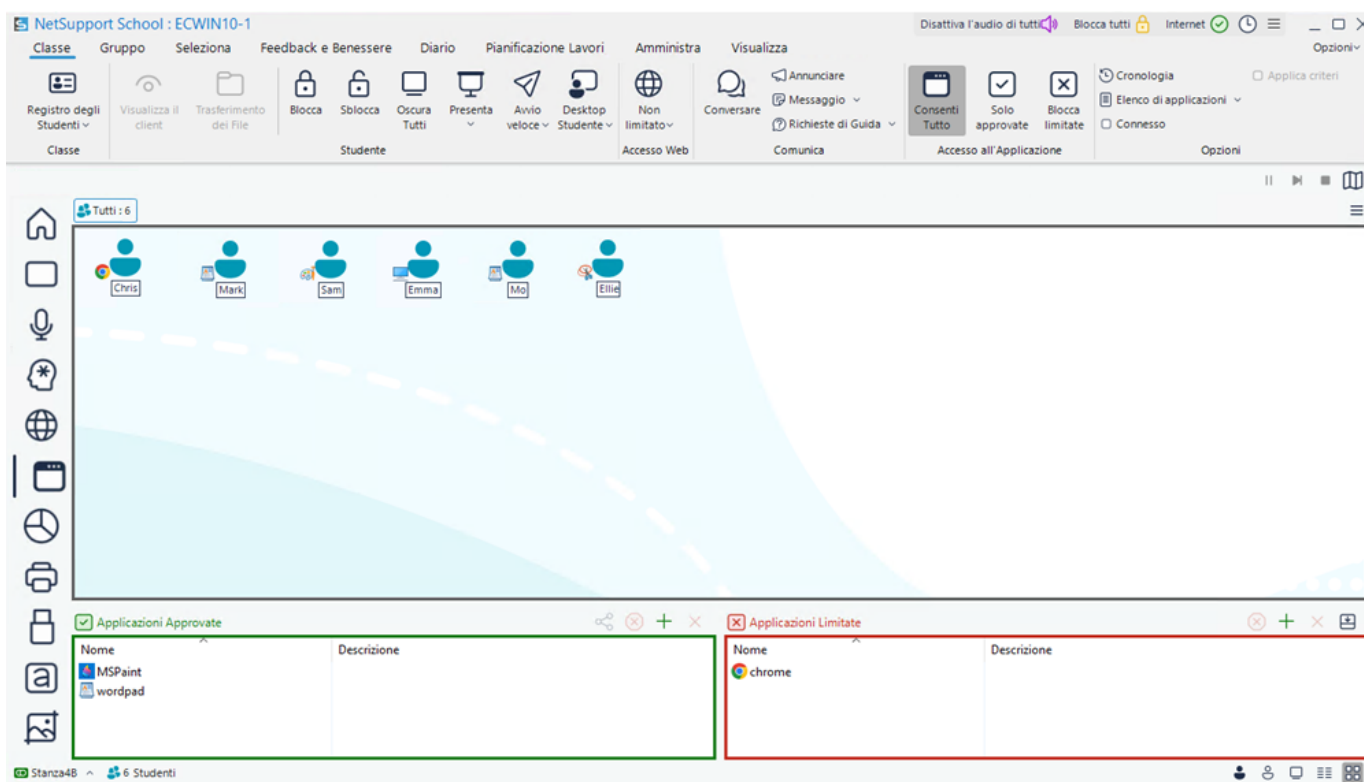 NetSupport School : ECWIN10-1
Disattiva l'audio di tutti
Blocca tutti
Internet
Classe Gruppo Seleziona Feedback e Benessere Diario Pianificazione Lavori Amministra Visualizza
Opzioni
Registro degli
Studenti
Visualizza il
client
Trasferimento
dei File
Blocca
Sblocca
Oscura
Tutti
Presenta
Avvio
veloce
Desktop
Studente
Non
limitato
Conversare
Annunciare
Messaggio
Richieste di Guida
Consenti
Tutto
Solo
approvate
Blocca
limitate
Cronologia
Elenco di applicazioni
Connesso
Applica criteri
Classe
Studente
Accesso Web
Comunica
Accesso all'Applicazione
Opzioni
Tutti : 6
Chris
Mark
Sam
Emma
Mo
Ellie
Applicazioni Approvate
Nome Descrizione
MSPaint
wordpad
Applicazioni Limitate
Nome Descrizione
chrome
Stanza4B
6 Studenti